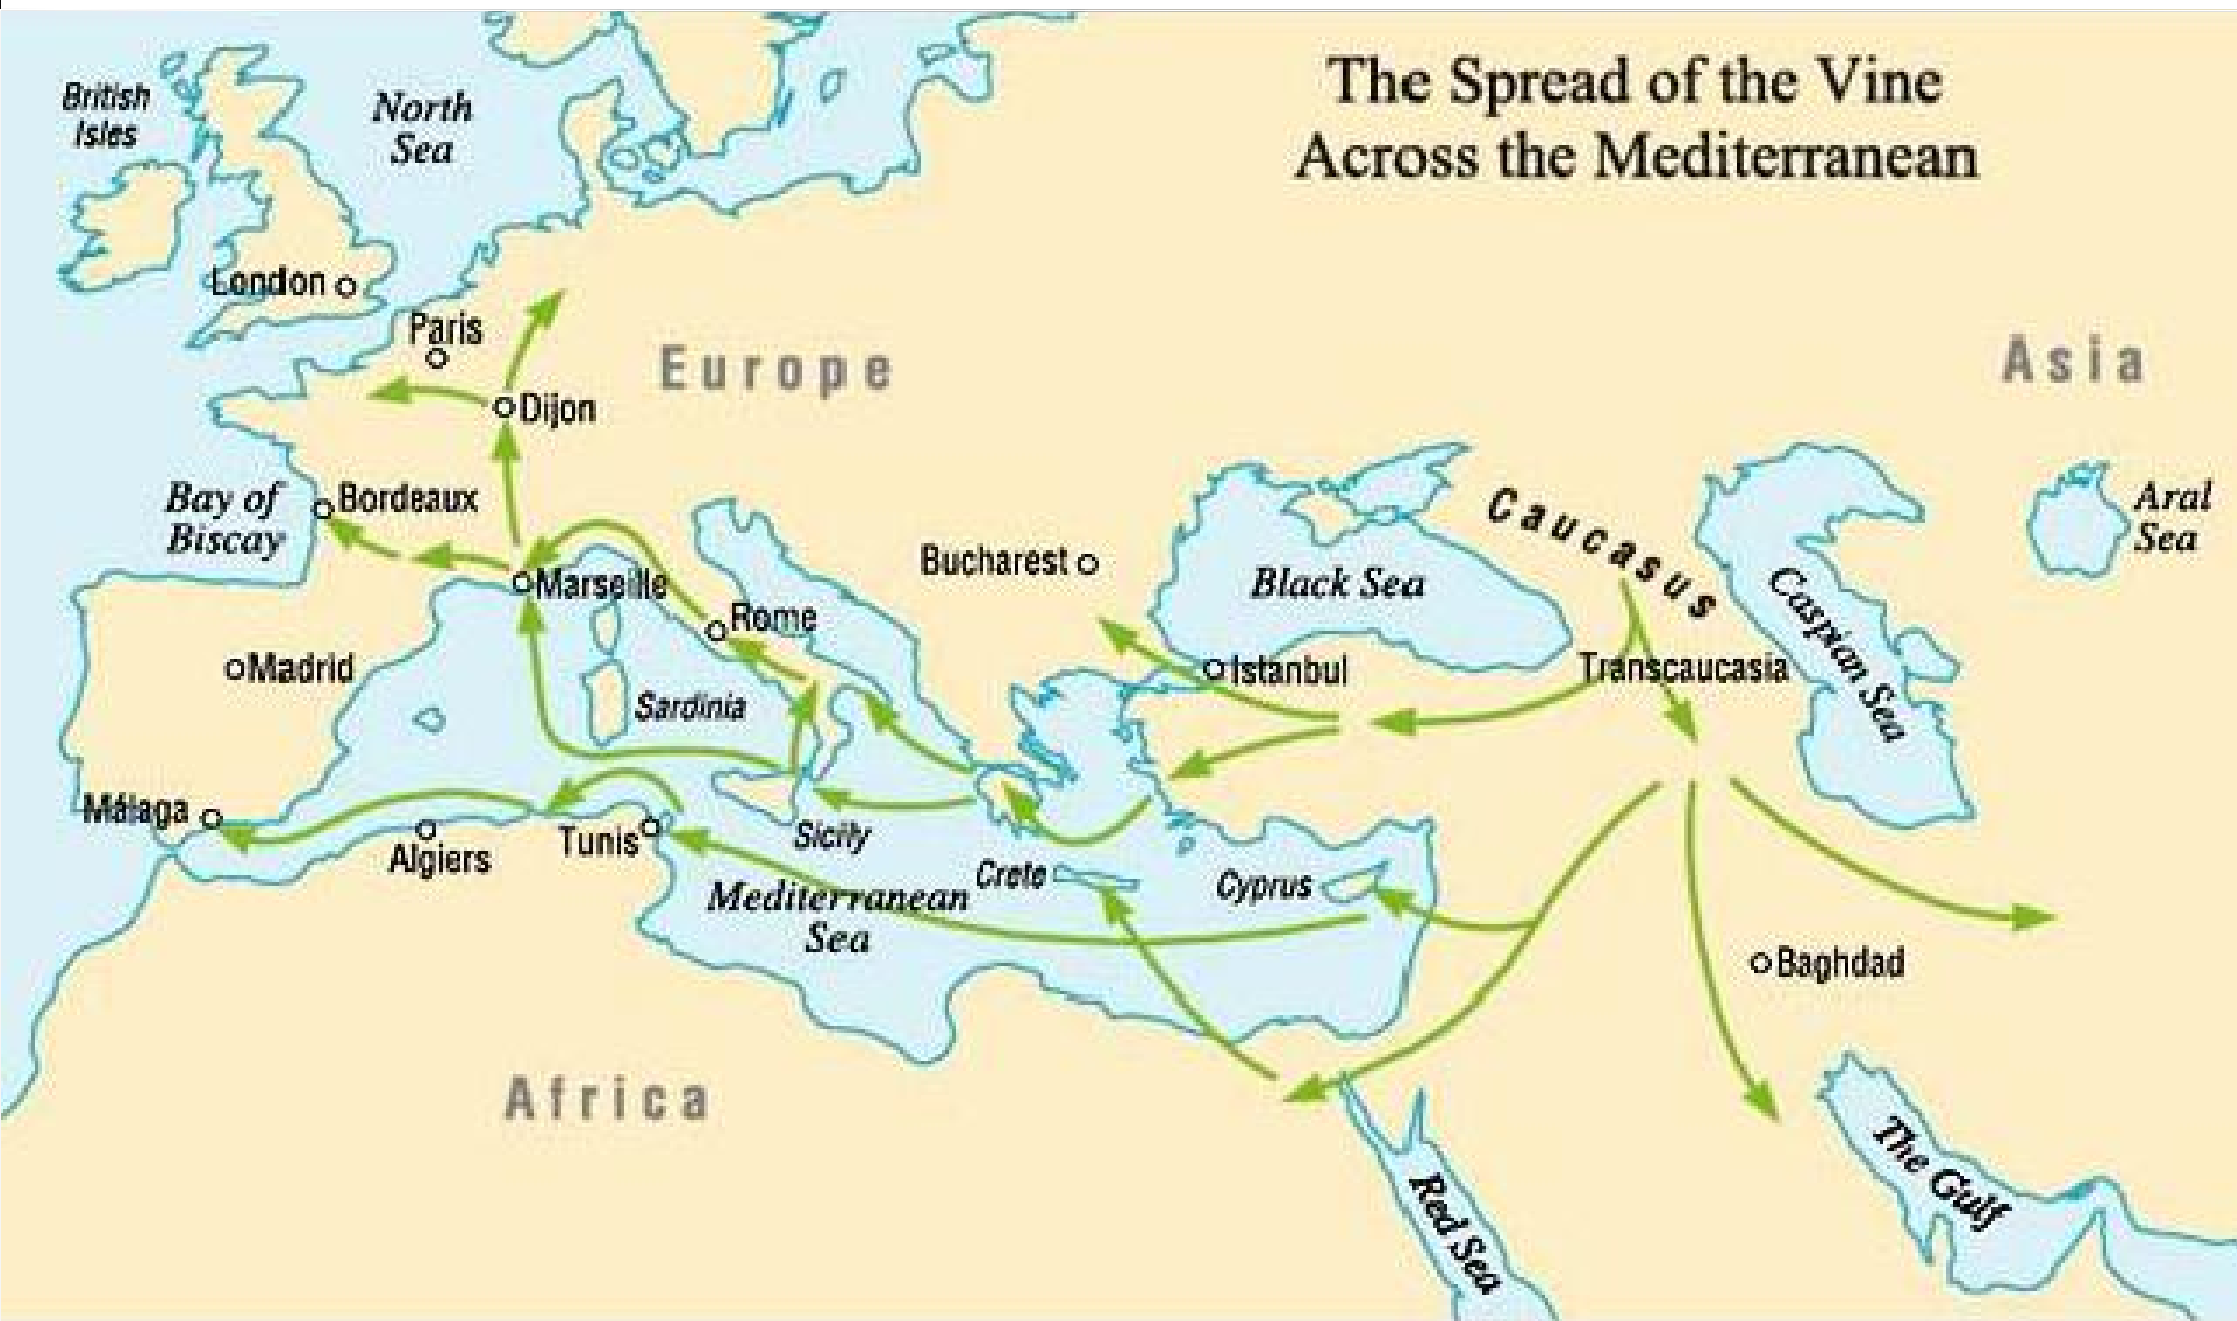 The Spread of the Vine
Across the Mediterranean
British
Isles
North
Sea
London
Paris
Europe
Asia
Dijon
Bay of
Biscay
Bordeaux
Caucasus
Aral
Sea
Bucharest
Black Sea
Caspian Sea
Marseille
Rome
Madrid
Istanbul
Transcaucasia
Sardinia
Málaga
Algiers
Tunis
Sicily
Crete
Cyprus
Mediterranean
Sea
Baghdad
Africa
The Gulf
Red Sea